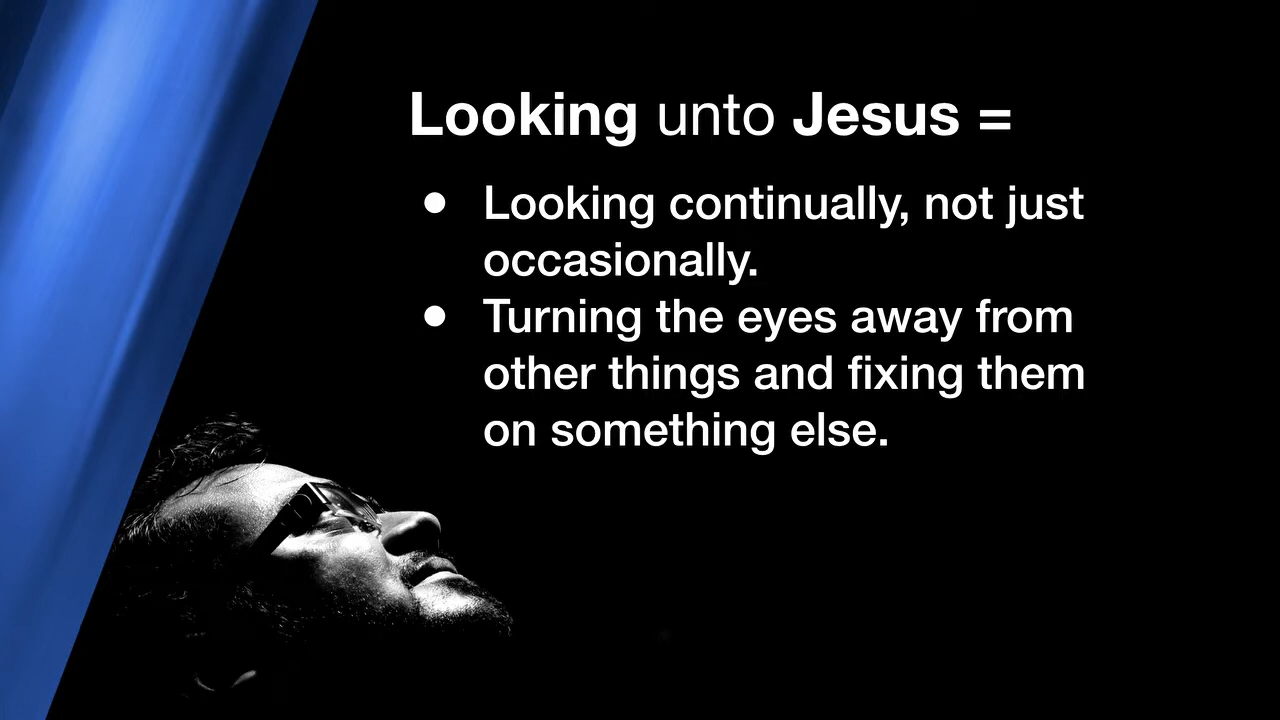 Looking unto Jesus =
● Looking continually, not just
occasionally.
● Turning the eyes away from
other things and fixing them
on something else.